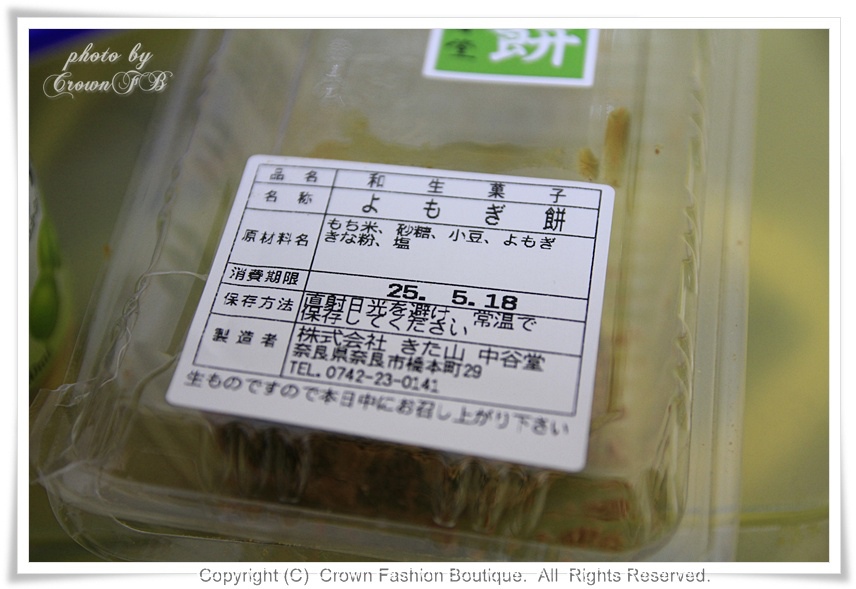 photo by
CrownFB
堂 餅
品名 和生菓子
名称 よもぎ餅
原材料名 もち米、砂糖、小豆、よもぎ
きな粉、塩
消費期限 25. 5.18
保存方法 直射日光を避け、常温で
保存してください
製造者 株式会社 きた山 中谷堂
奈良県奈良市橋本町29
TEL.0742-23-0141
生ものですので本日中にお召し上がり下さい
Copyright (C) Crown Fashion Boutique. All Rights Reserved.